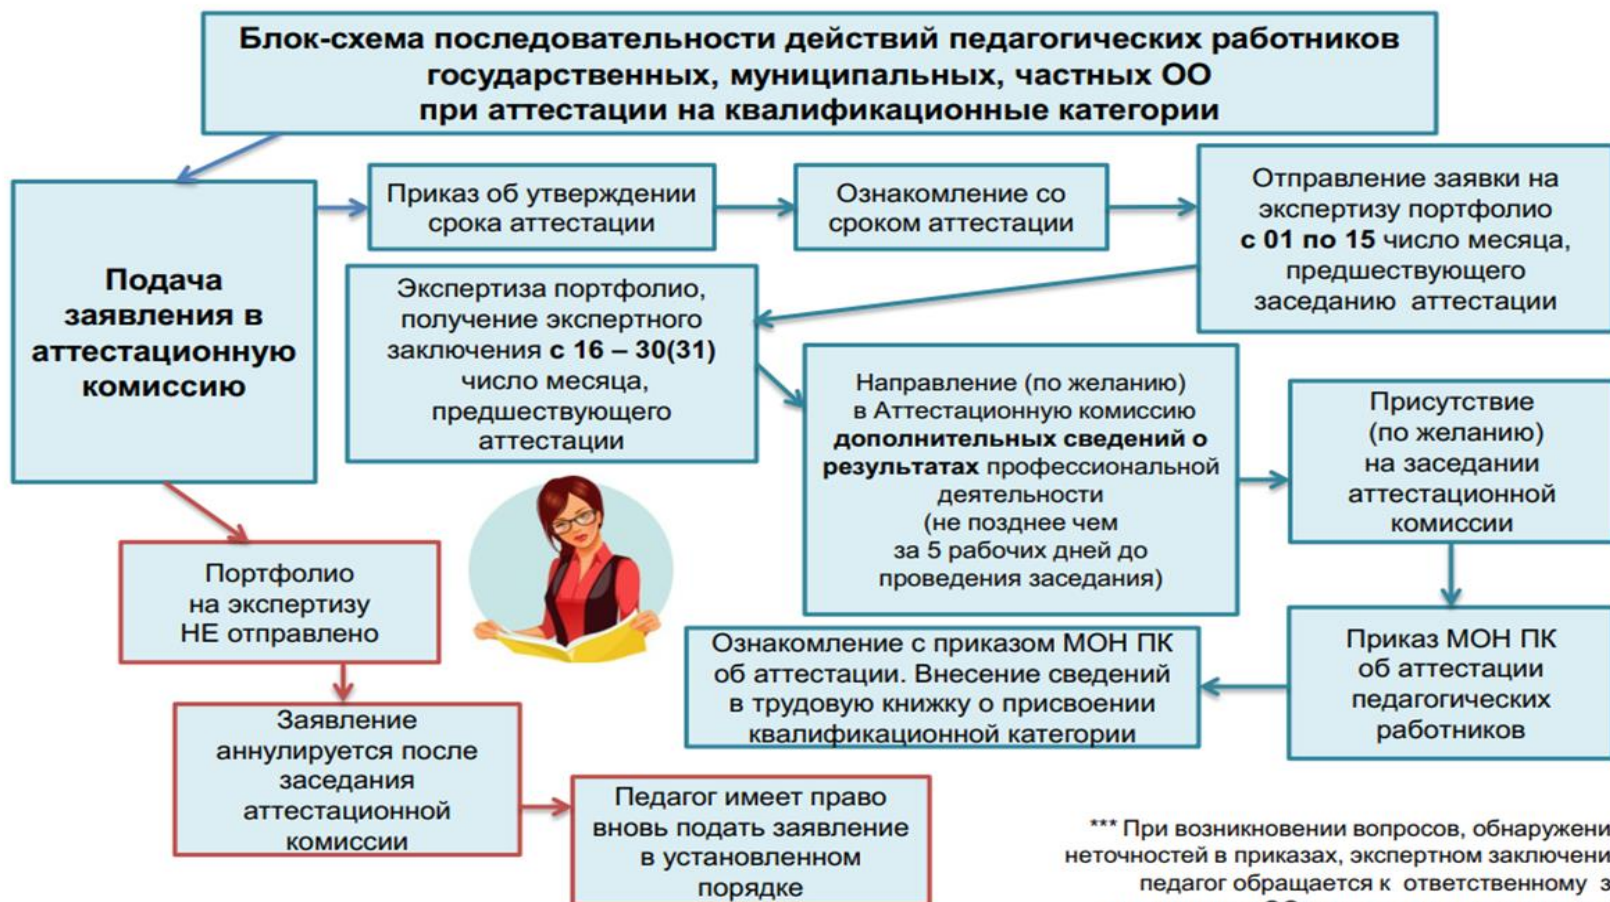 Блок-схема последовательности действий педагогических работников
государственных, муниципальных, частных ОО
при аттестации на квалификационные категории
Подача
заявления в
аттестационную
комиссию
Приказ об утверждении
срока аттестации
Ознакомление со
сроком аттестации
Отправление заявки на
экспертизу портфолио
с 01 по 15 число месяца,
предшествующего
заседанию аттестации
Экспертиза портфолио,
получение экспертного
заключения с 16 – 30(31)
число месяца,
предшествующего
аттестации
Направление (по желанию)
в Аттестационную комиссию
дополнительных сведений о
результатах профессиональной
деятельности
(не позднее чем
за 5 рабочих дней до
проведения заседания)
Присутствие
(по желанию)
на заседании
аттестационной
комиссии
Приказ МОН ПК
об аттестации
педагогических
работников
Ознакомление с приказом МОН ПК
об аттестации. Внесение сведений
в трудовую книжку о присвоении
квалификационной категории
Портфолио
на экспертизу
НЕ отправлено
Заявление
аннулируется после
заседания
аттестационной
комиссии
Педагог имеет право
вновь подать заявление
в установленном
порядке
*** При возникновении вопросов, обнаружени
неточностей в приказах, экспертном заключени
педагог обращается к ответственному з